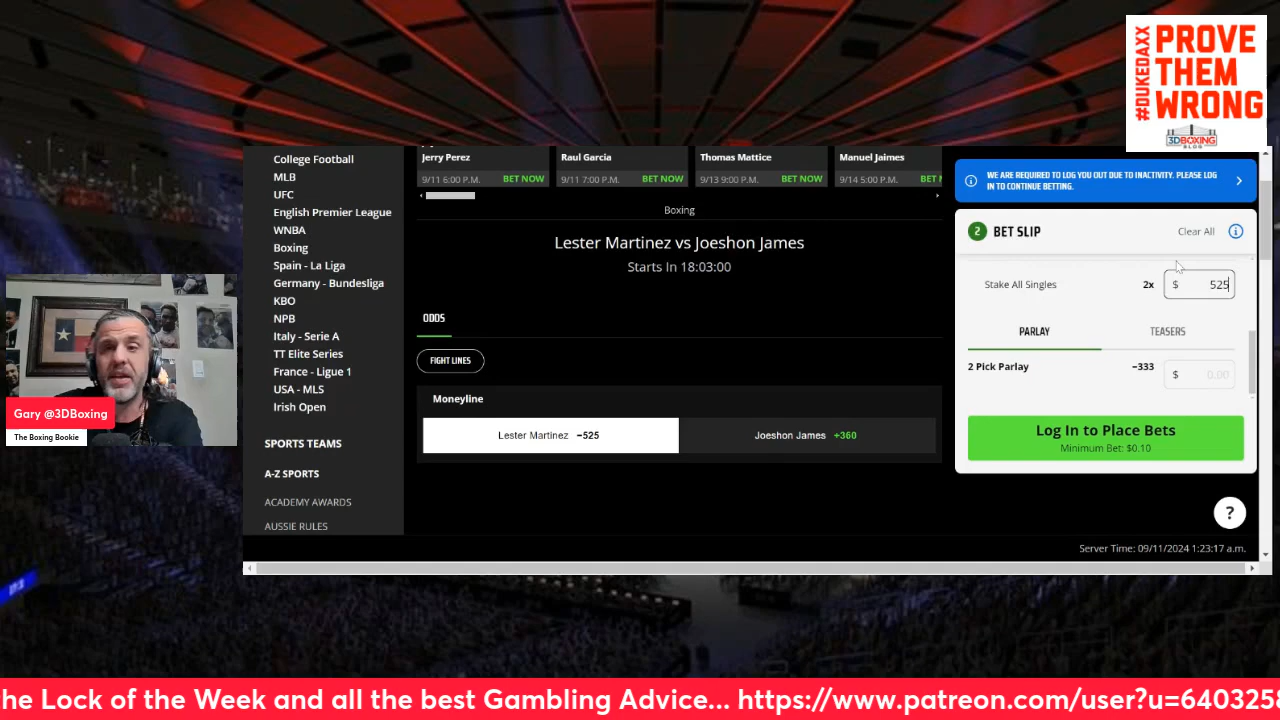 #DUKEDAXX
PROVE
THEM
WRONG
3DBOXING
BLOG
College Football
MLB
UFC
English Premier League
WNBA
Boxing
Spain - La Liga
Germany - Bundesliga
KBO
NPB
Italy - Serie A
TT Elite Series
France - Ligue 1
USA - MLS
Irish Open
SPORTS TEAMS
A-Z SPORTS
ACADEMY AWARDS
AUSSIE RULES
Jerry Perez
9/11 6:00 P.M. BET NOW
Raul Garcia
9/11 7:00 P.M. BET NOW
Thomas Mattice
9/13 9:00 P.M. BET NOW
Manuel Jaimes
9/14 5:00 P.M. BET N
Boxing
Lester Martinez vs Joeshon James
Starts In 18:03:00
ODDS
FIGHT LINES
Moneyline
Lester Martinez −525
Joeshon James +360
WE ARE REQUIRED TO LOG YOU OUT DUE TO INACTIVITY. PLEASE LOG
IN TO CONTINUE BETTING.
2 BET SLIP Clear All
Stake All Singles 2x $ 525
PARLAY TEASERS
2 Pick Parlay −333 $ 0.00
Log In to Place Bets
Minimum Bet: $0.10
?
Server Time: 09/11/2024 1:23:17 a.m.
Gary @3DBoxing
The Boxing Bookie
he Lock of the Week and all the best Gambling Advice... https://www.patreon.com/user?u=6403258